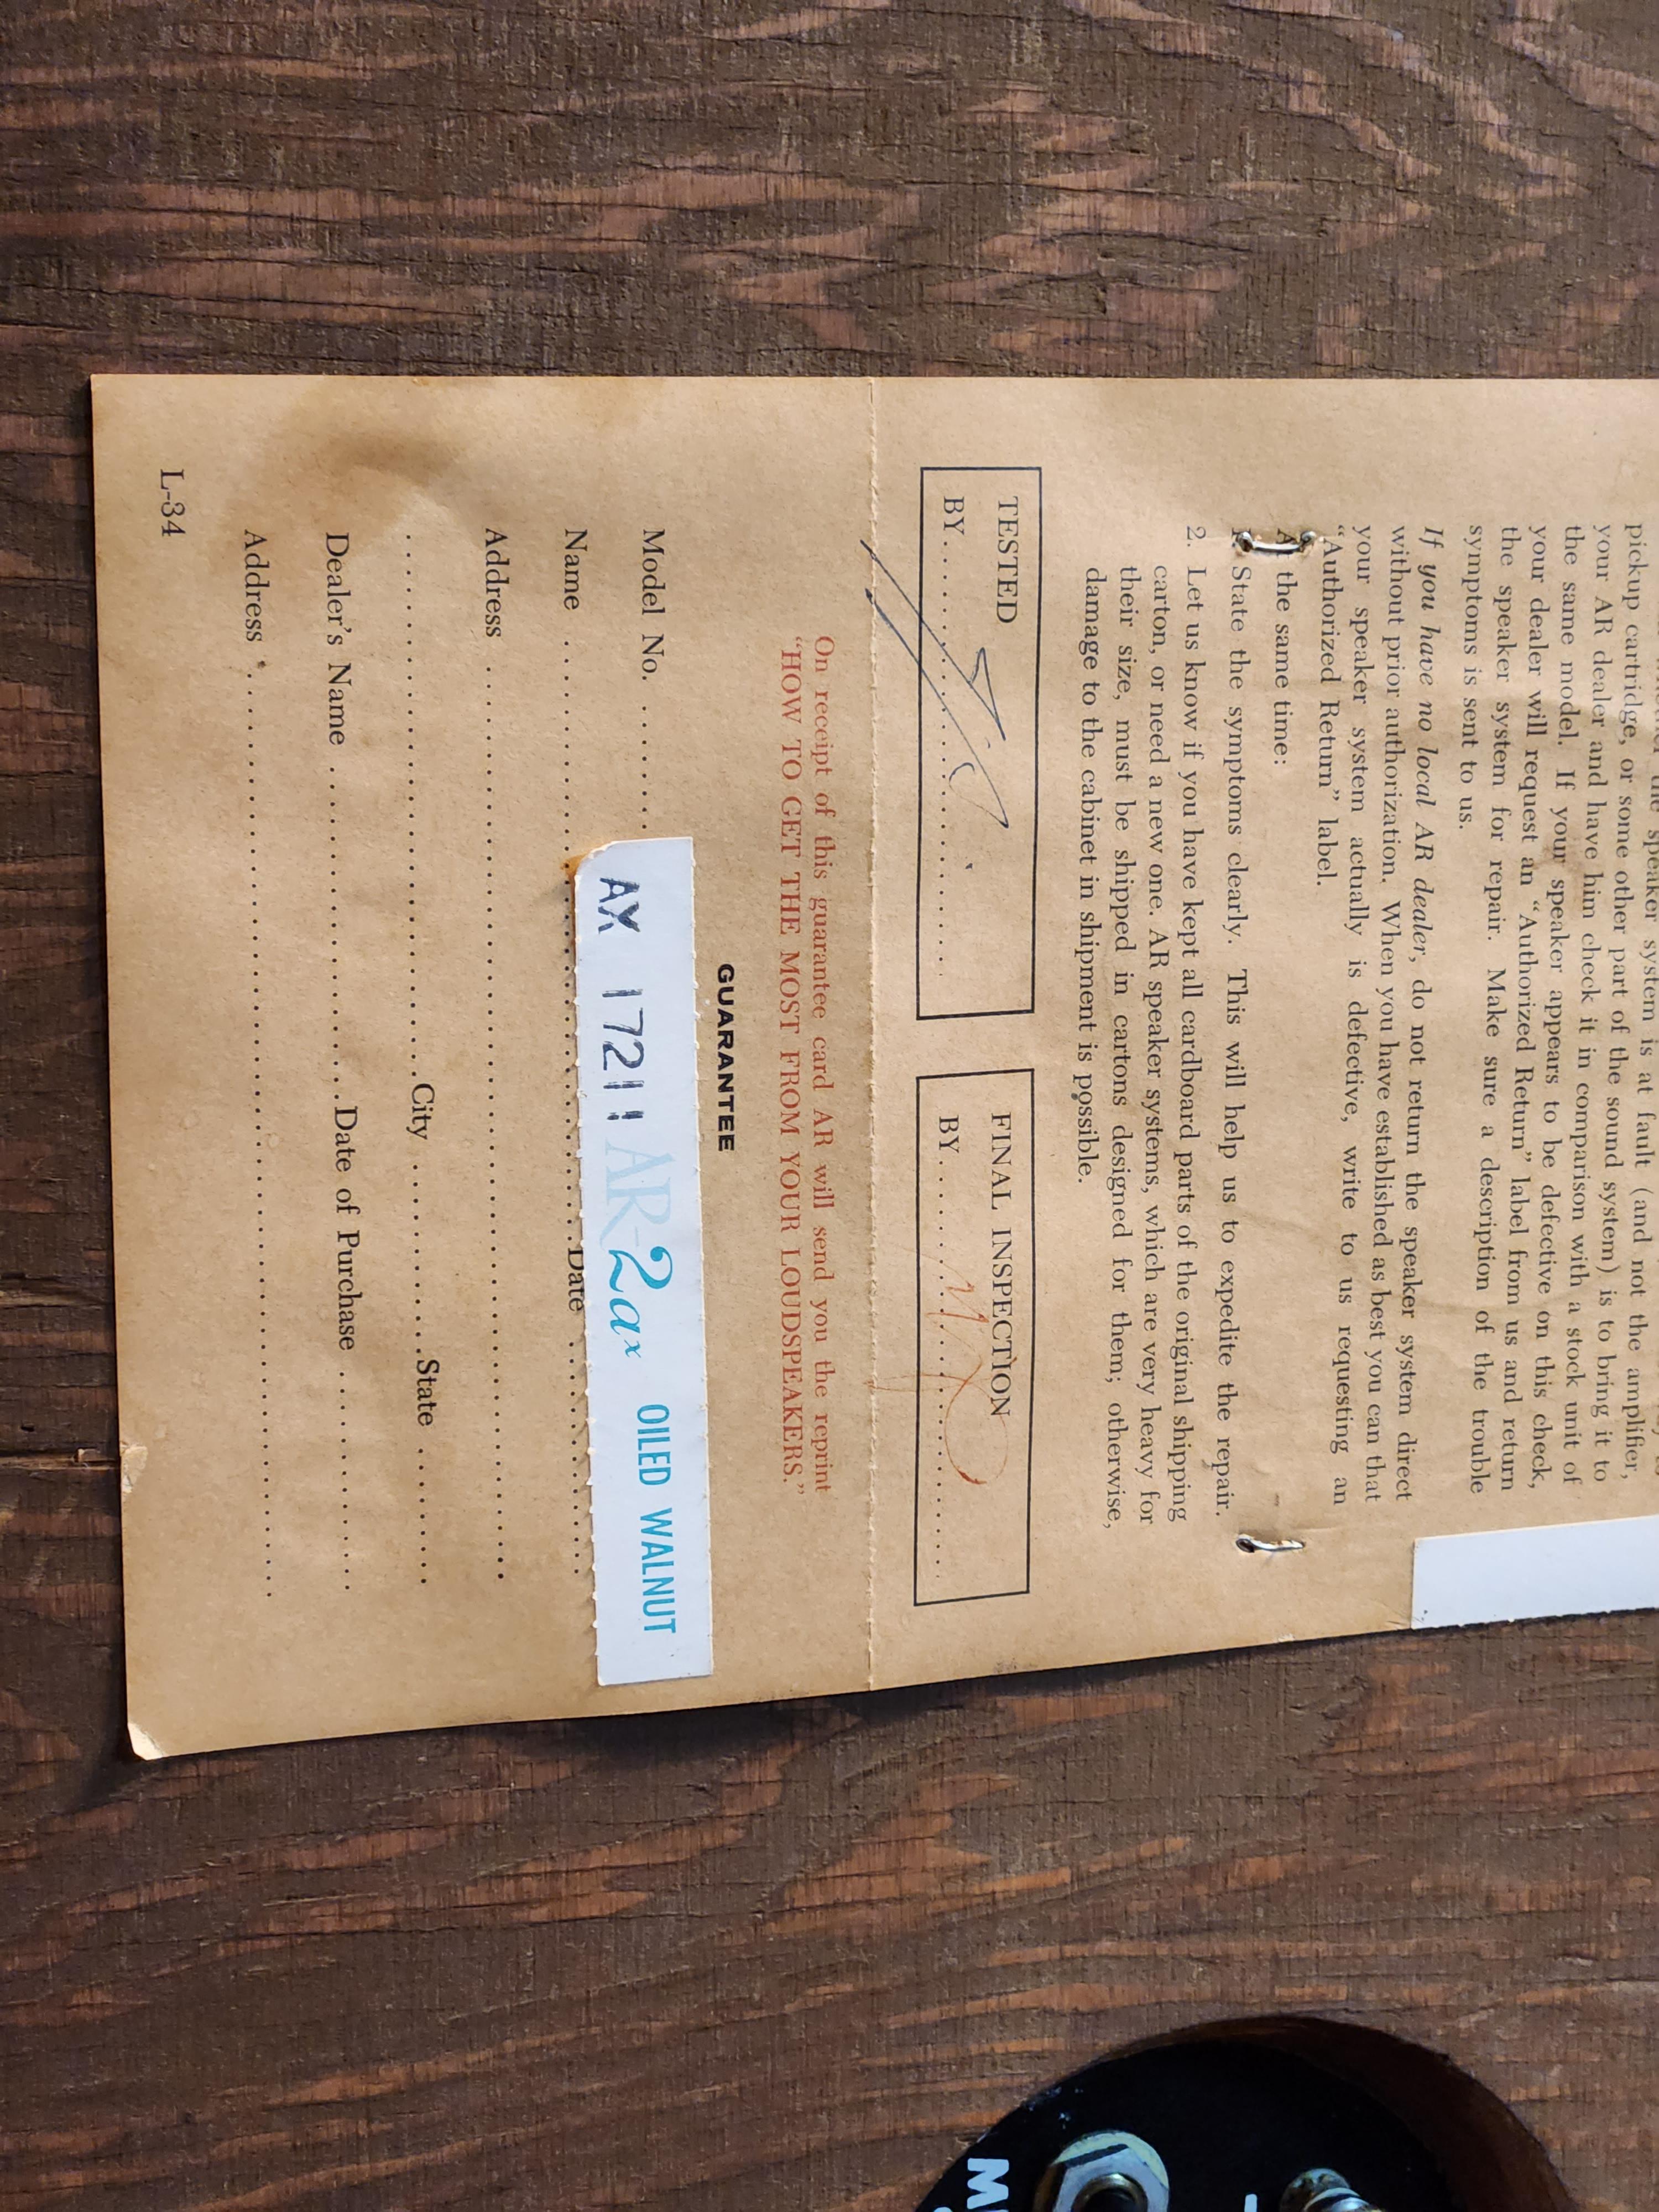 the speaker system is at fault (and not the amplifier,
pickup cartridge, or some other part of the sound system) is to bring it to
your AR dealer and have him check it in comparison with a stock unit of
the same model. If your speaker appears to be defective on this check,
your dealer will request an “Authorized Return” label from us and return
the speaker system for repair. Make sure a description of the trouble
symptoms is sent to us.
If you have no local AR dealer, do not return the speaker system direct
without prior authorization. When you have established as best you can that
your speaker system actually is defective, write to us requesting an
“Authorized Return” label.
the same time:
State the symptoms clearly. This will help us to expedite the repair.
2. Let us know if you have kept all cardboard parts of the original shipping
carton, or need a new one. AR speaker systems, which are very heavy for
their size, must be shipped in cartons designed for them; otherwise,
damage to the cabinet in shipment is possible.
TESTED
BY
FINAL INSPECTION
BY
On receipt of this guarantee card AR will send you the reprint
“HOW TO GET THE MOST FROM YOUR LOUDSPEAKERS.”
GUARANTEE
Model No.
AX 1721 AR-2ax OILED WALNUT
Name Date
Address
City State
Dealer's Name Date of Purchase
Address
L-34